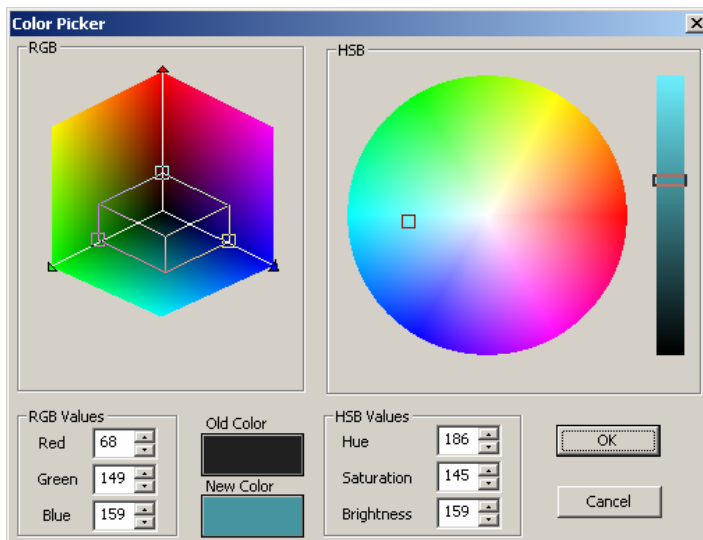 Color Picker
RGB
HSB
RGB Values
Red 68
Green 149
Blue 159
Old Color
New Color
HSB Values
Hue 186
Saturation 145
Brightness 159
OK
Cancel